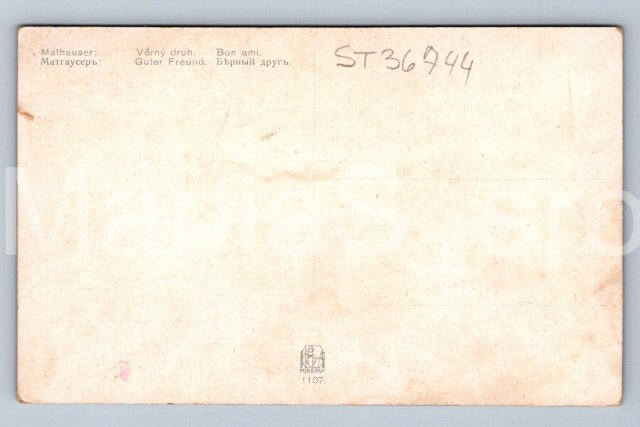 Mathauser: Věrný druh. Bon ami.
Матгаусеръ: Guter Freund. Вѣрный другъ.
ST36744
MINERVA
1107.